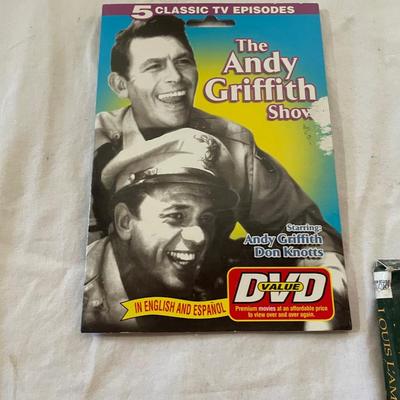 5 CLASSIC TV EPISODES
The
Andy
Griffith
Show
Starring:
Andy Griffith
Don Knotts
IN ENGLISH AND ESPAÑOL
DVD
VALUE
Premium movies at an affordable price
to view over and over again.
LOUIS L'AM